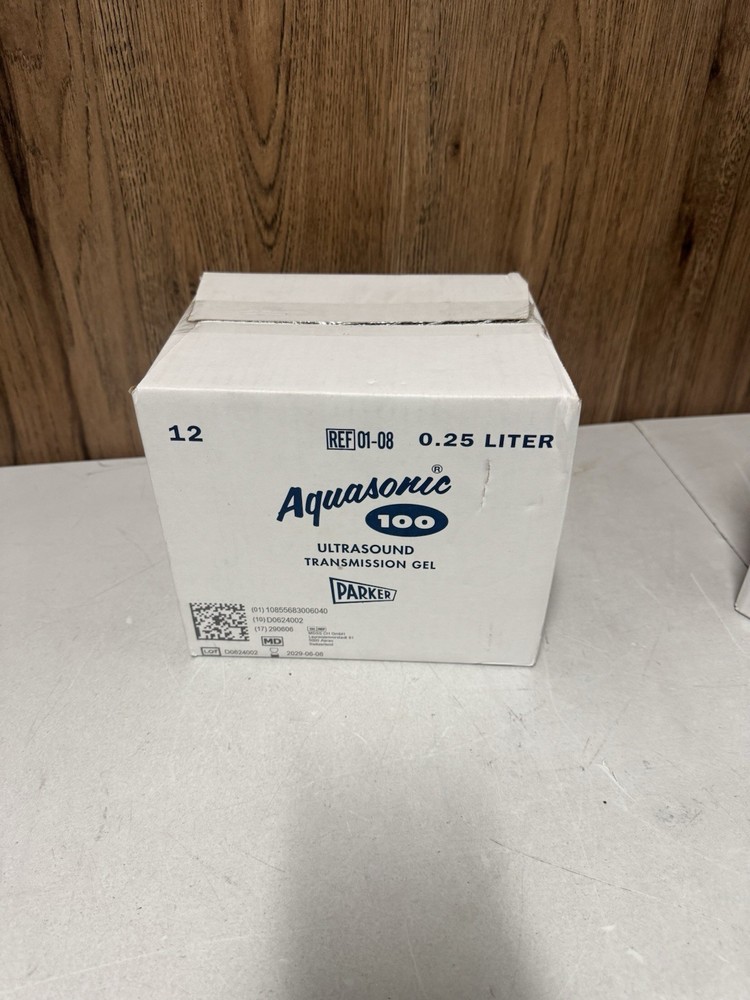 12
REF 01-08
0.25 LITER
Aquasonic®
100
ULTRASOUND
TRANSMISSION GEL
PARKER
(01) 10855683006040
(10) D0624002
(17) 290606
MD
LOT D0624002
2029-06-06